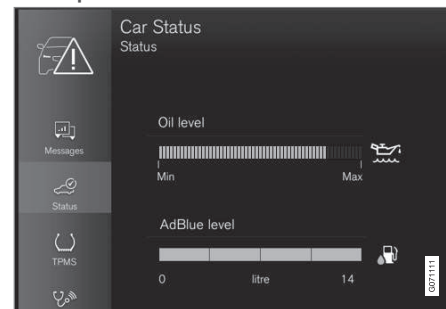 Car Status
Status
Messages
Status
TPMS
Oil level
Min Max
AdBlue level
0 litre 14
G071111